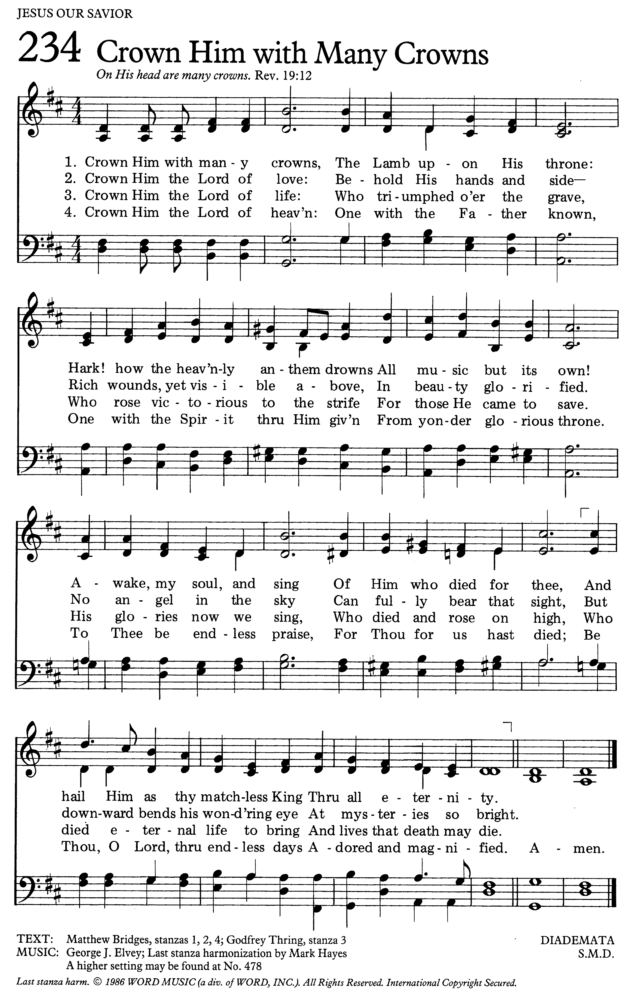 JESUS OUR SAVIOR
234 Crown Him with Many Crowns
On His head are many crowns. Rev. 19:12
1. Crown Him with man - y crowns, The Lamb up - on His throne:
2. Crown Him the Lord of love: Be - hold His hands and side—
3. Crown Him the Lord of life: Who tri - umphed o'er the grave,
4. Crown Him the Lord of heav'n: One with the Fa - ther known,
Hark! how the heav'n-ly an - them drowns All mu - sic but its own!
Rich wounds, yet vis - i - ble a - bove, In beau - ty glo - ri - fied.
Who rose vic - to - rious to the strife For those He came to save.
One with the Spir - it thru Him giv'n From yon-der glo - rious throne.
A - wake, my soul, and sing Of Him who died for thee, And
No an - gel in the sky Can ful - ly bear that sight, But
His glo - ries now we sing, Who died and rose on high, Who
To Thee be end - less praise, For Thou for us hast died; Be
hail Him as thy match-less King Thru all e - ter - ni - ty.
down-ward bends his won-d'ring eye At mys - ter - ies so bright.
died e - ter - nal life to bring And lives that death may die.
Thou, O Lord, thru end - less days A - dored and mag - ni - fied. A - men.
TEXT: Matthew Bridges, stanzas 1, 2, 4; Godfrey Thring, stanza 3 DIADEMATA
MUSIC: George J. Elvey; Last stanza harmonization by Mark Hayes S.M.D.
A higher setting may be found at No. 478
Last stanza harm. © 1986 WORD MUSIC (a div. of WORD, INC.). All Rights Reserved. International Copyright Secured.